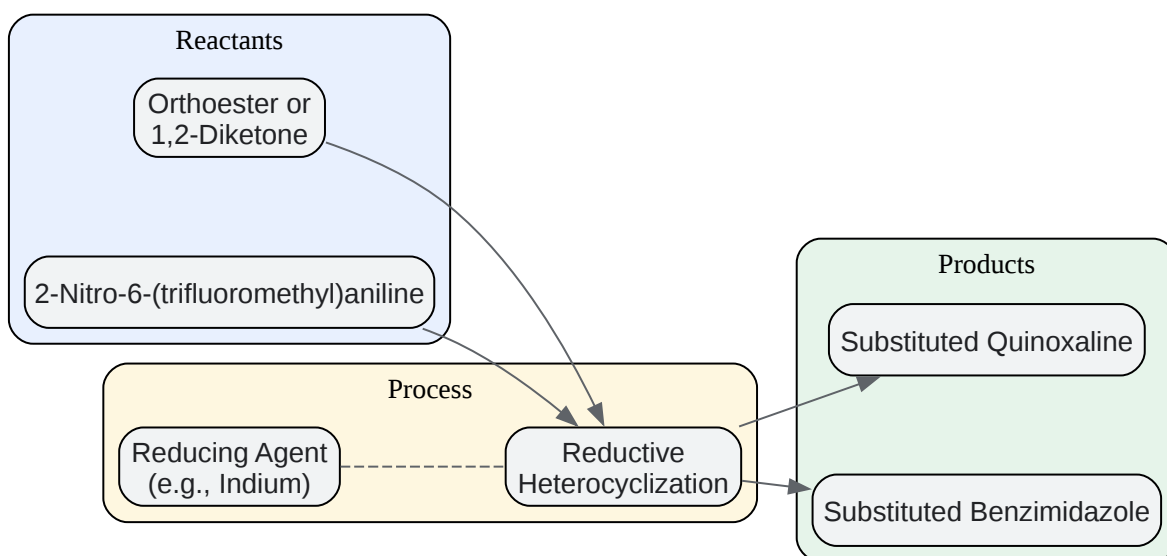 Reactants
Orthoester or
1,2-Diketone
2-Nitro-6-(trifluoromethyl)aniline
Process
Reducing Agent
(e.g., Indium)
Reductive
Heterocyclization
Products
Substituted Quinoxaline
Substituted Benzimidazole